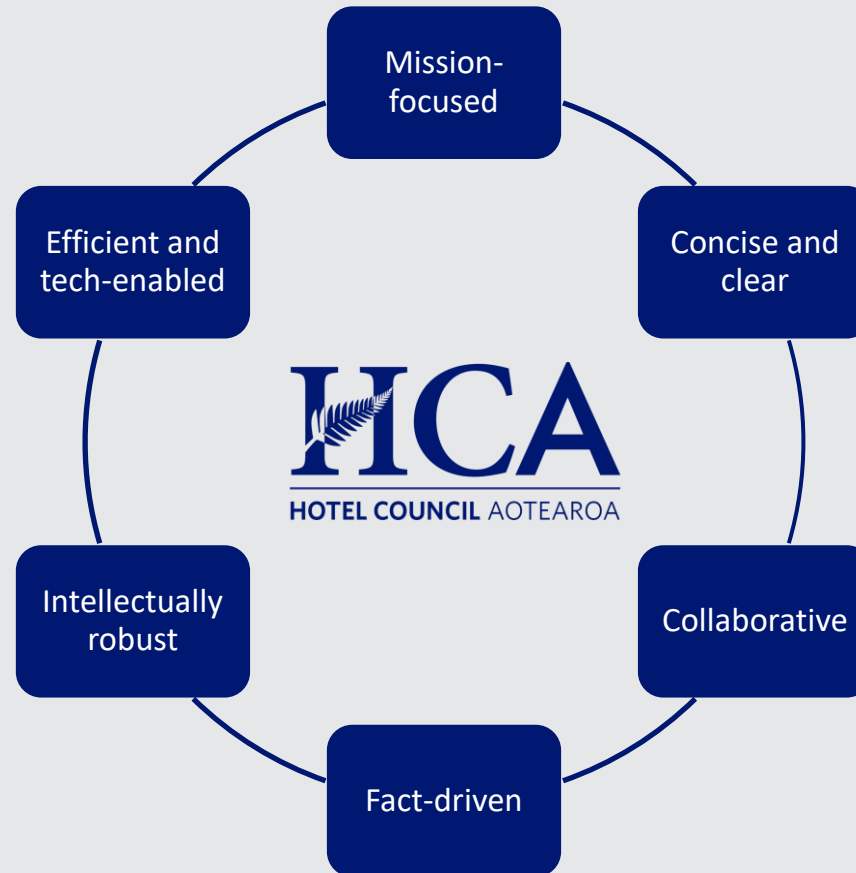 Mission-
focused
Efficient and
tech-enabled
Concise and
clear
HCA
HOTEL COUNCIL AOTEAROA
Intellectually
robust
Collaborative
Fact-driven